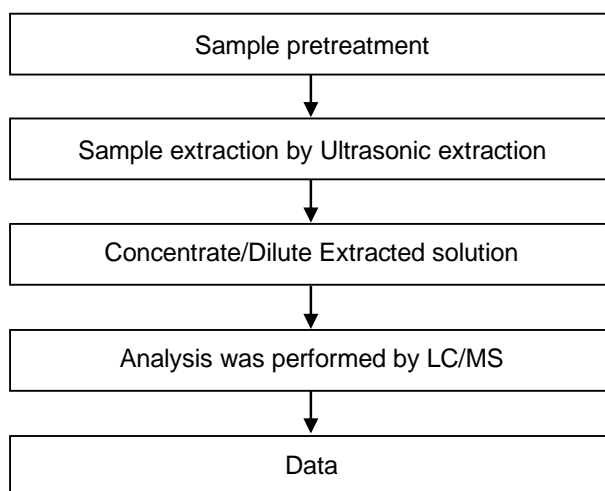 Sample pretreatment
Sample extraction by Ultrasonic extraction
Concentrate/Dilute Extracted solution
Analysis was performed by LC/MS
Data